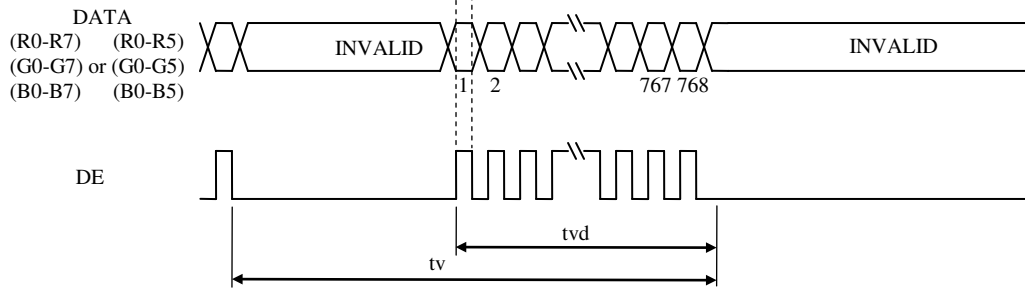 DATA
(R0-R7) (R0-R5)
(G0-G7) or (G0-G5)
(B0-B7) (B0-B5)
INVALID
INVALID
1 2 767 768
DE
tvd
tv